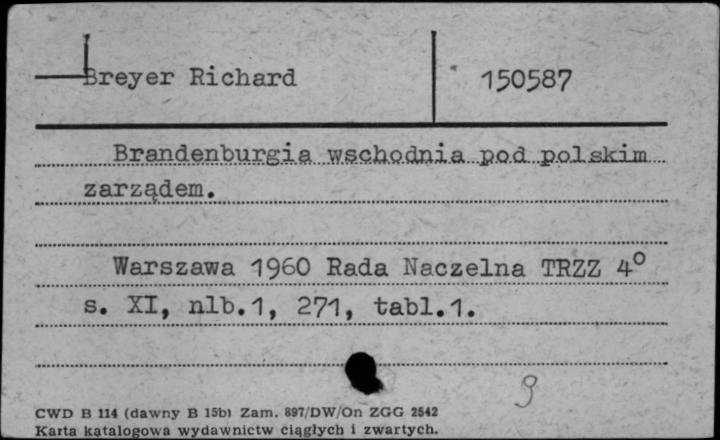 Breyer Richard
150587
Brandenburgia wschodnia pod polskim
zarządem.
Warszawa 1960 Rada Naczelna TRZZ 4°
s. XI, nlb.1, 271, tabl.1.
9
CWD B 114 (dawny B 15b) Zam. 897/DW/On ZGG 2542
Karta katalogowa wydawnictw ciągłych i zwartych.